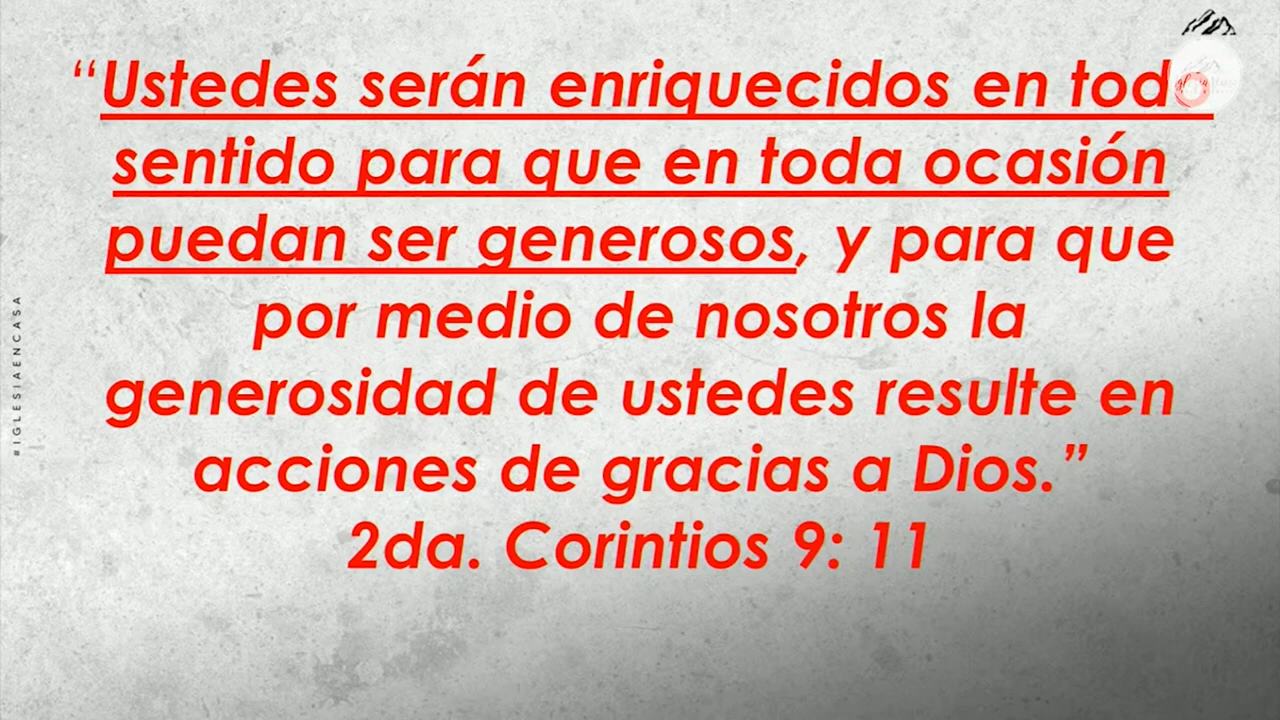 “Ustedes serán enriquecidos en todo
sentido para que en toda ocasión
puedan ser generosos, y para que
por medio de nosotros la
generosidad de ustedes resulte en
acciones de gracias a Dios.”
2da. Corintios 9: 11
#IGLESIAENCASA